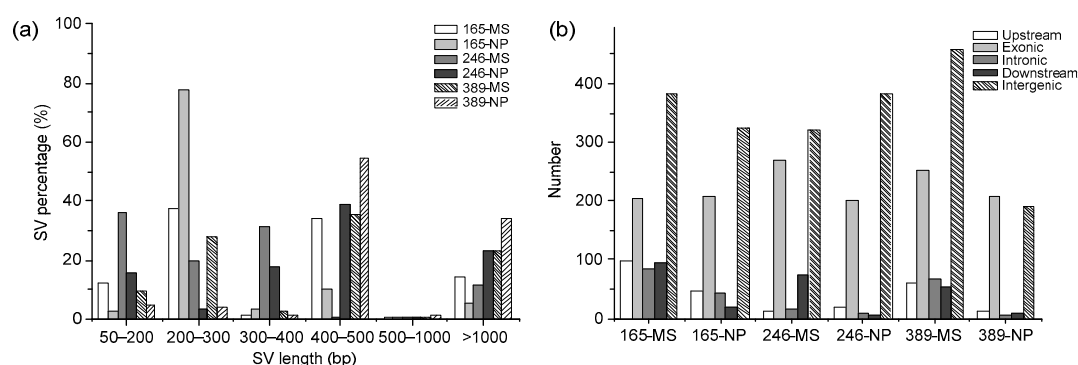 (a)
SV percentage (%)
100
80
60
40
20
0
165-MS
165-NP
246-MS
246-NP
389-MS
389-NP
50–200
200–300
300–400
400–500
500–1000
>1000
SV length (bp)
(b)
Number
400
300
200
100
0
Upstream
Exonic
Intronic
Downstream
Intergenic
165-MS
165-NP
246-MS
246-NP
389-MS
389-NP